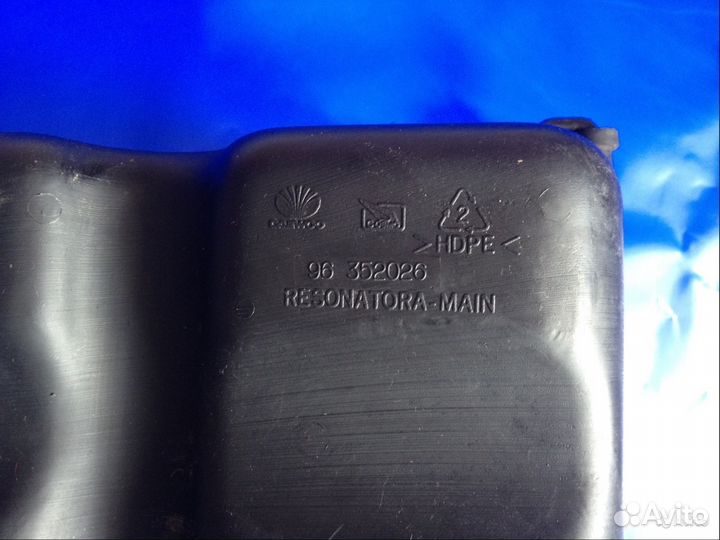 DAEWOO
2
>HDPE<
96 352026
RESONATORA-MAIN
Avito